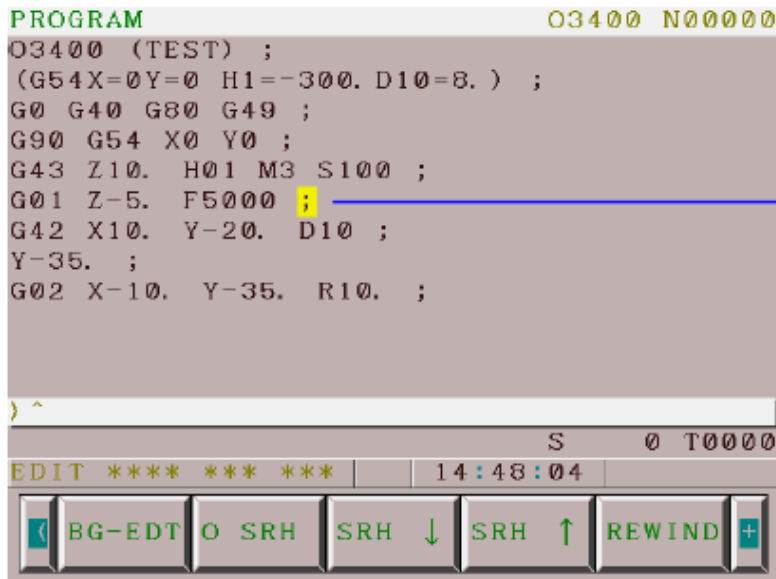 PROGRAM O3400 N00000
O3400 (TEST) ;
(G54X=0Y=0 H1=-300. D10=8. ) ;
G0 G40 G80 G49 ;
G90 G54 X0 Y0 ;
G43 Z10. H01 M3 S100 ;
G01 Z-5. F5000 ;
G42 X10. Y-20. D10 ;
Y-35. ;
G02 X-10. Y-35. R10. ;
) ^
S 0 T0000
EDIT **** *** *** 14:48:04
( BG-EDT O SRH SRH ↓ SRH ↑ REWIND +